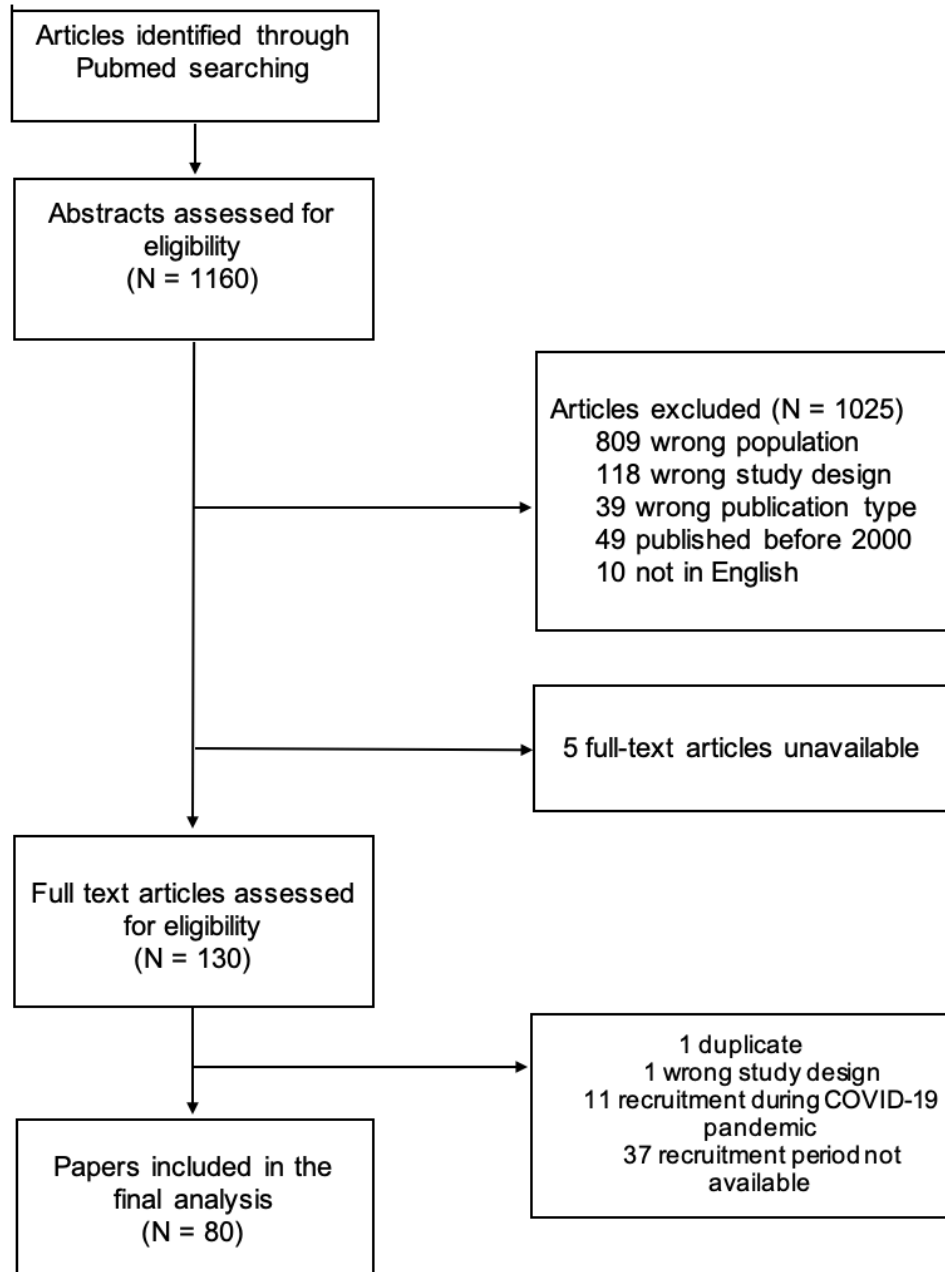 Articles identified through
Pubmed searching
Abstracts assessed for
eligibility
(N = 1160)
Articles excluded (N = 1025)
809 wrong population
118 wrong study design
39 wrong publication type
49 published before 2000
10 not in English
5 full-text articles unavailable
Full text articles assessed
for eligibility
(N = 130)
1 duplicate
1 wrong study design
11 recruitment during COVID-19
pandemic
37 recruitment period not
available
Papers included in the
final analysis
(N = 80)